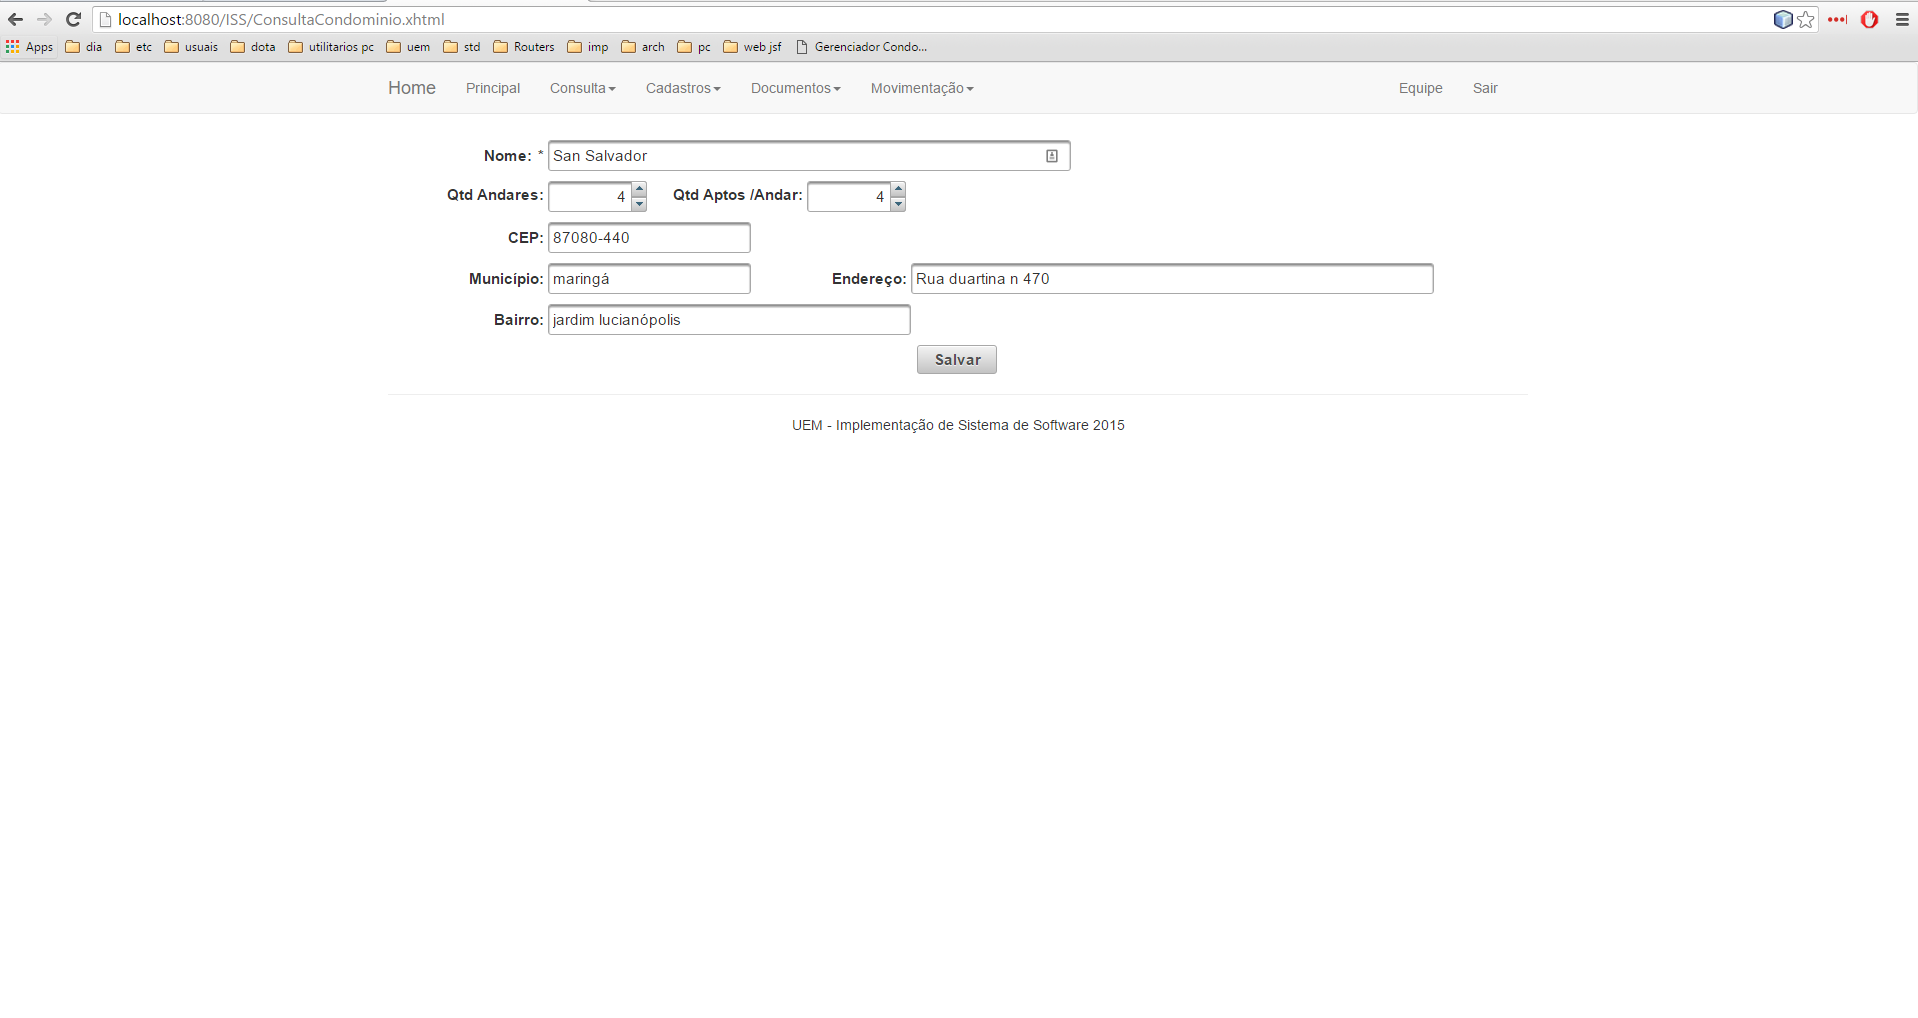 localhost:8080/ISS/ConsultaCondominio.xhtml
Apps dia etc usuais dota utilitarios pc uem std Routers imp arch pc web jsf Gerenciador Condo...
Home Principal Consulta Cadastros Documentos Movimentação Equipe Sair
Nome: * San Salvador
Qtd Andares: 4 Qtd Aptos /Andar: 4
CEP: 87080-440
Município: maringá Endereço: Rua duartina n 470
Bairro: jardim lucianópolis
Salvar
UEM - Implementação de Sistema de Software 2015